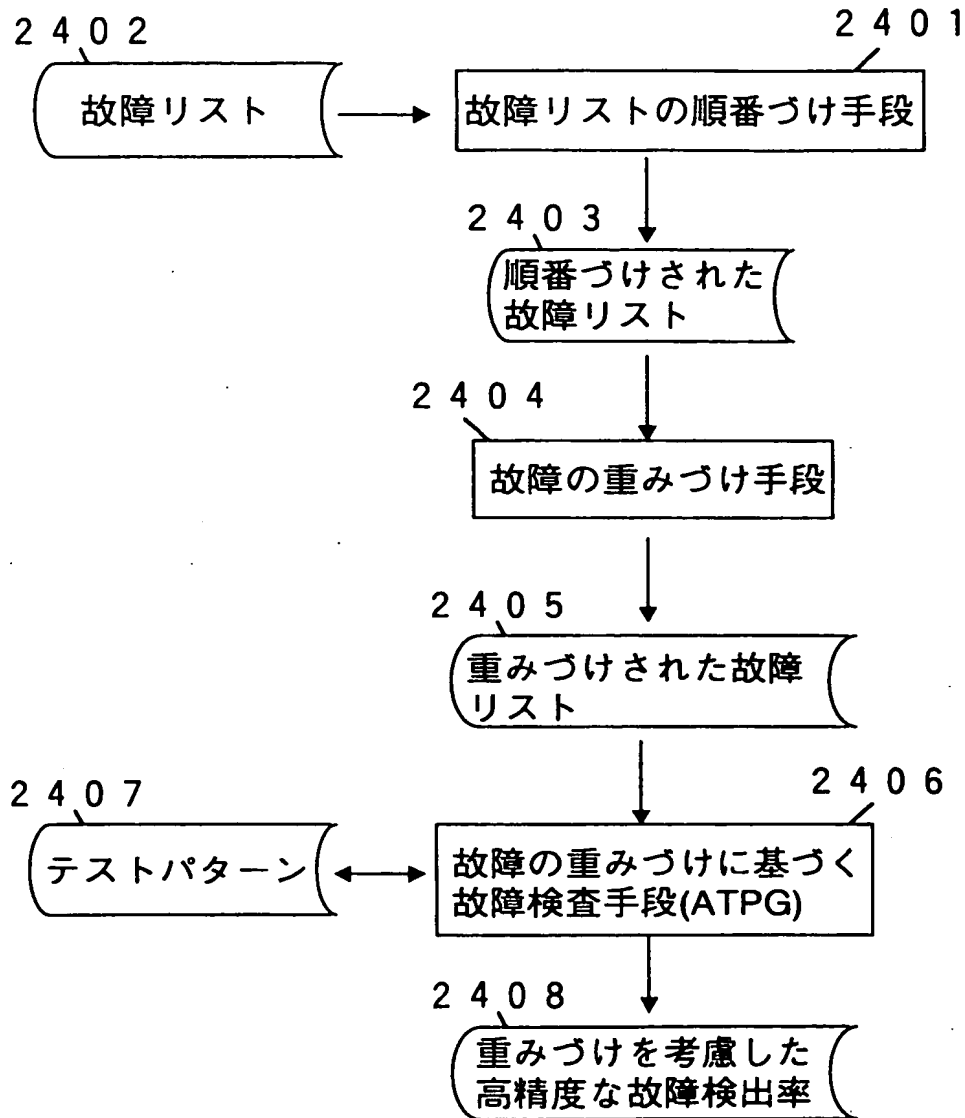 2402
2401
故障リスト
故障リストの順番づけ手段
2403
順番づけされた
故障リスト
2404
故障の重みづけ手段
2405
重みづけされた故障
リスト
2407
2406
テストパターン
故障の重みづけに基づく
故障検査手段(ATPG)
2408
重みづけを考慮した
高精度な故障検出率